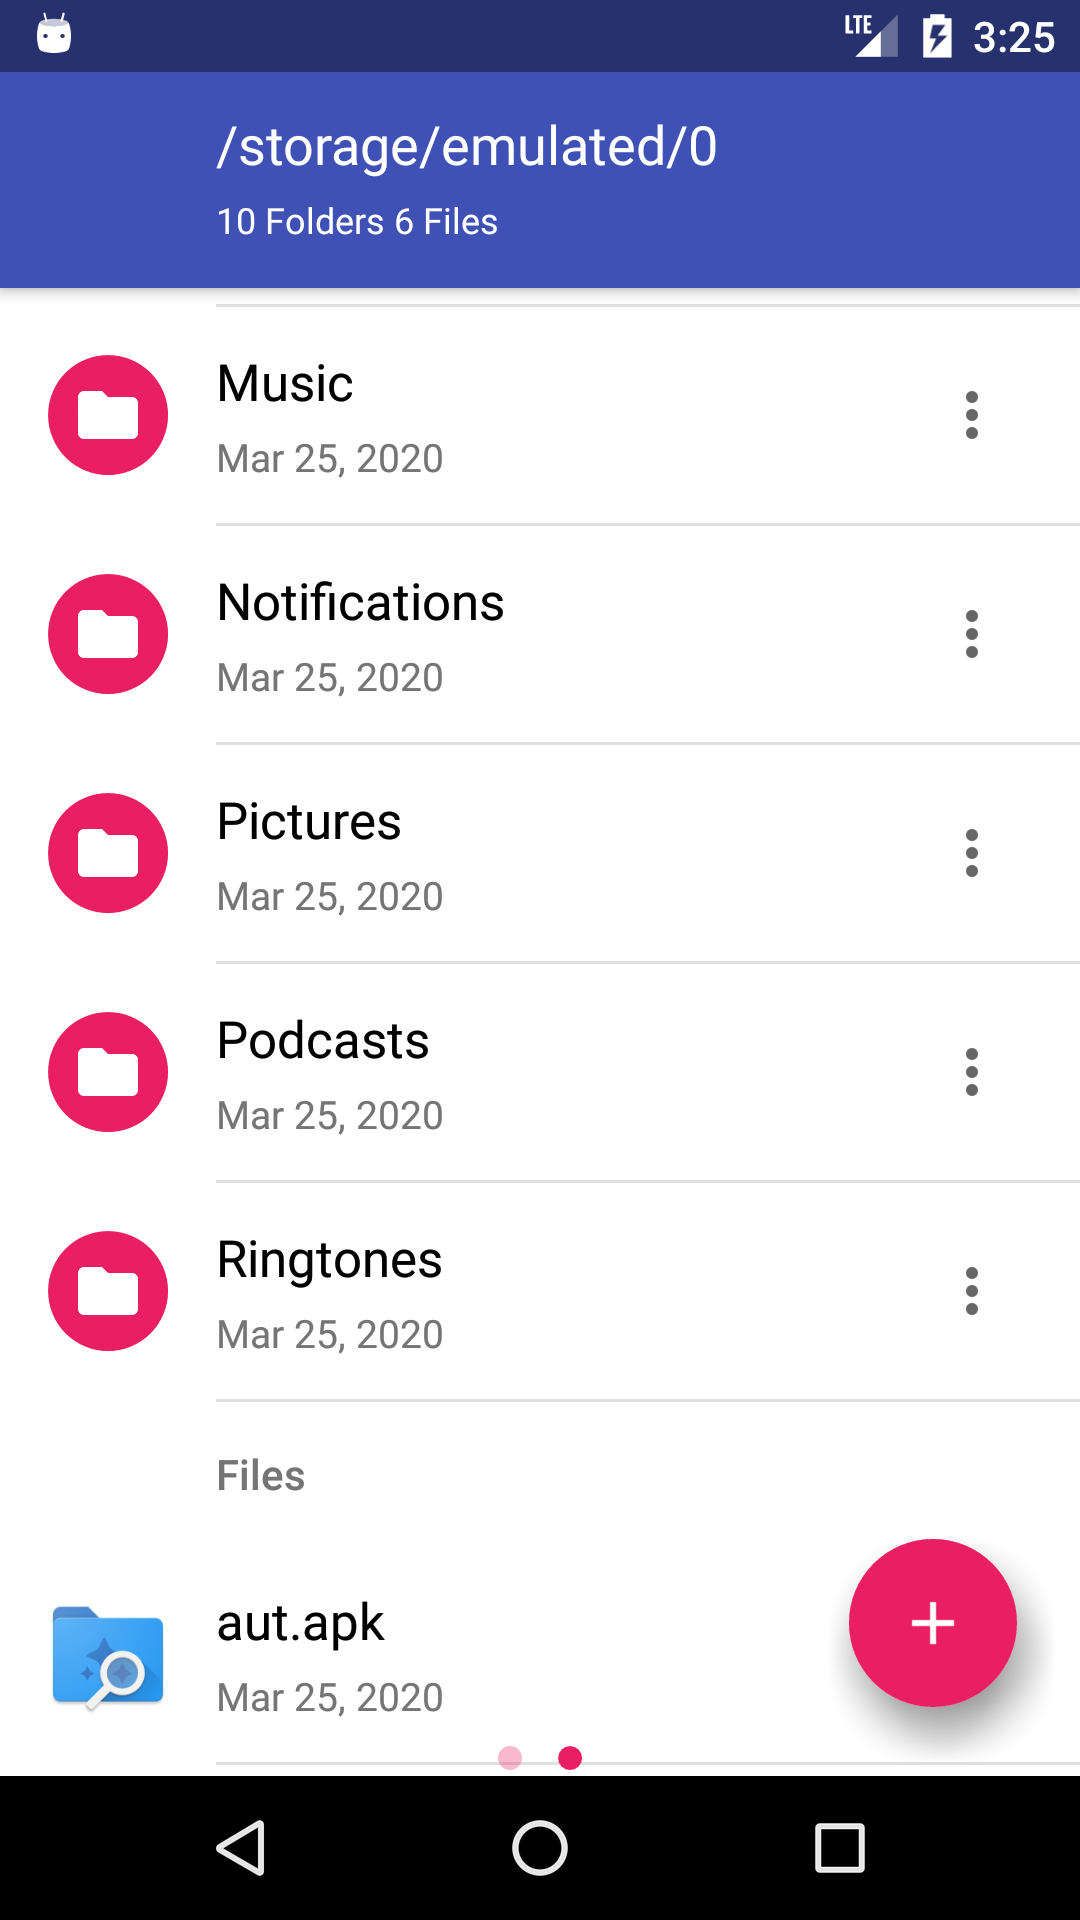 LTE 3:25
/storage/emulated/0
10 Folders 6 Files
Music
Mar 25, 2020
Notifications
Mar 25, 2020
Pictures
Mar 25, 2020
Podcasts
Mar 25, 2020
Ringtones
Mar 25, 2020
Files
aut.apk
Mar 25, 2020